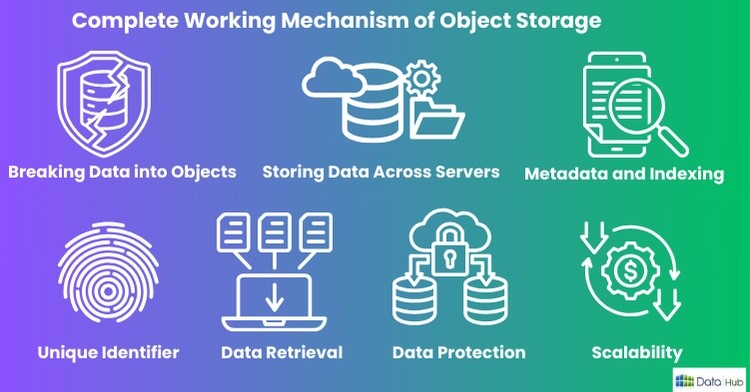 Complete Working Mechanism of Object Storage
Breaking Data into Objects
Storing Data Across Servers
Metadata and Indexing
$
Unique Identifier
Data Retrieval
Data Protection
Scalability
Data Hub